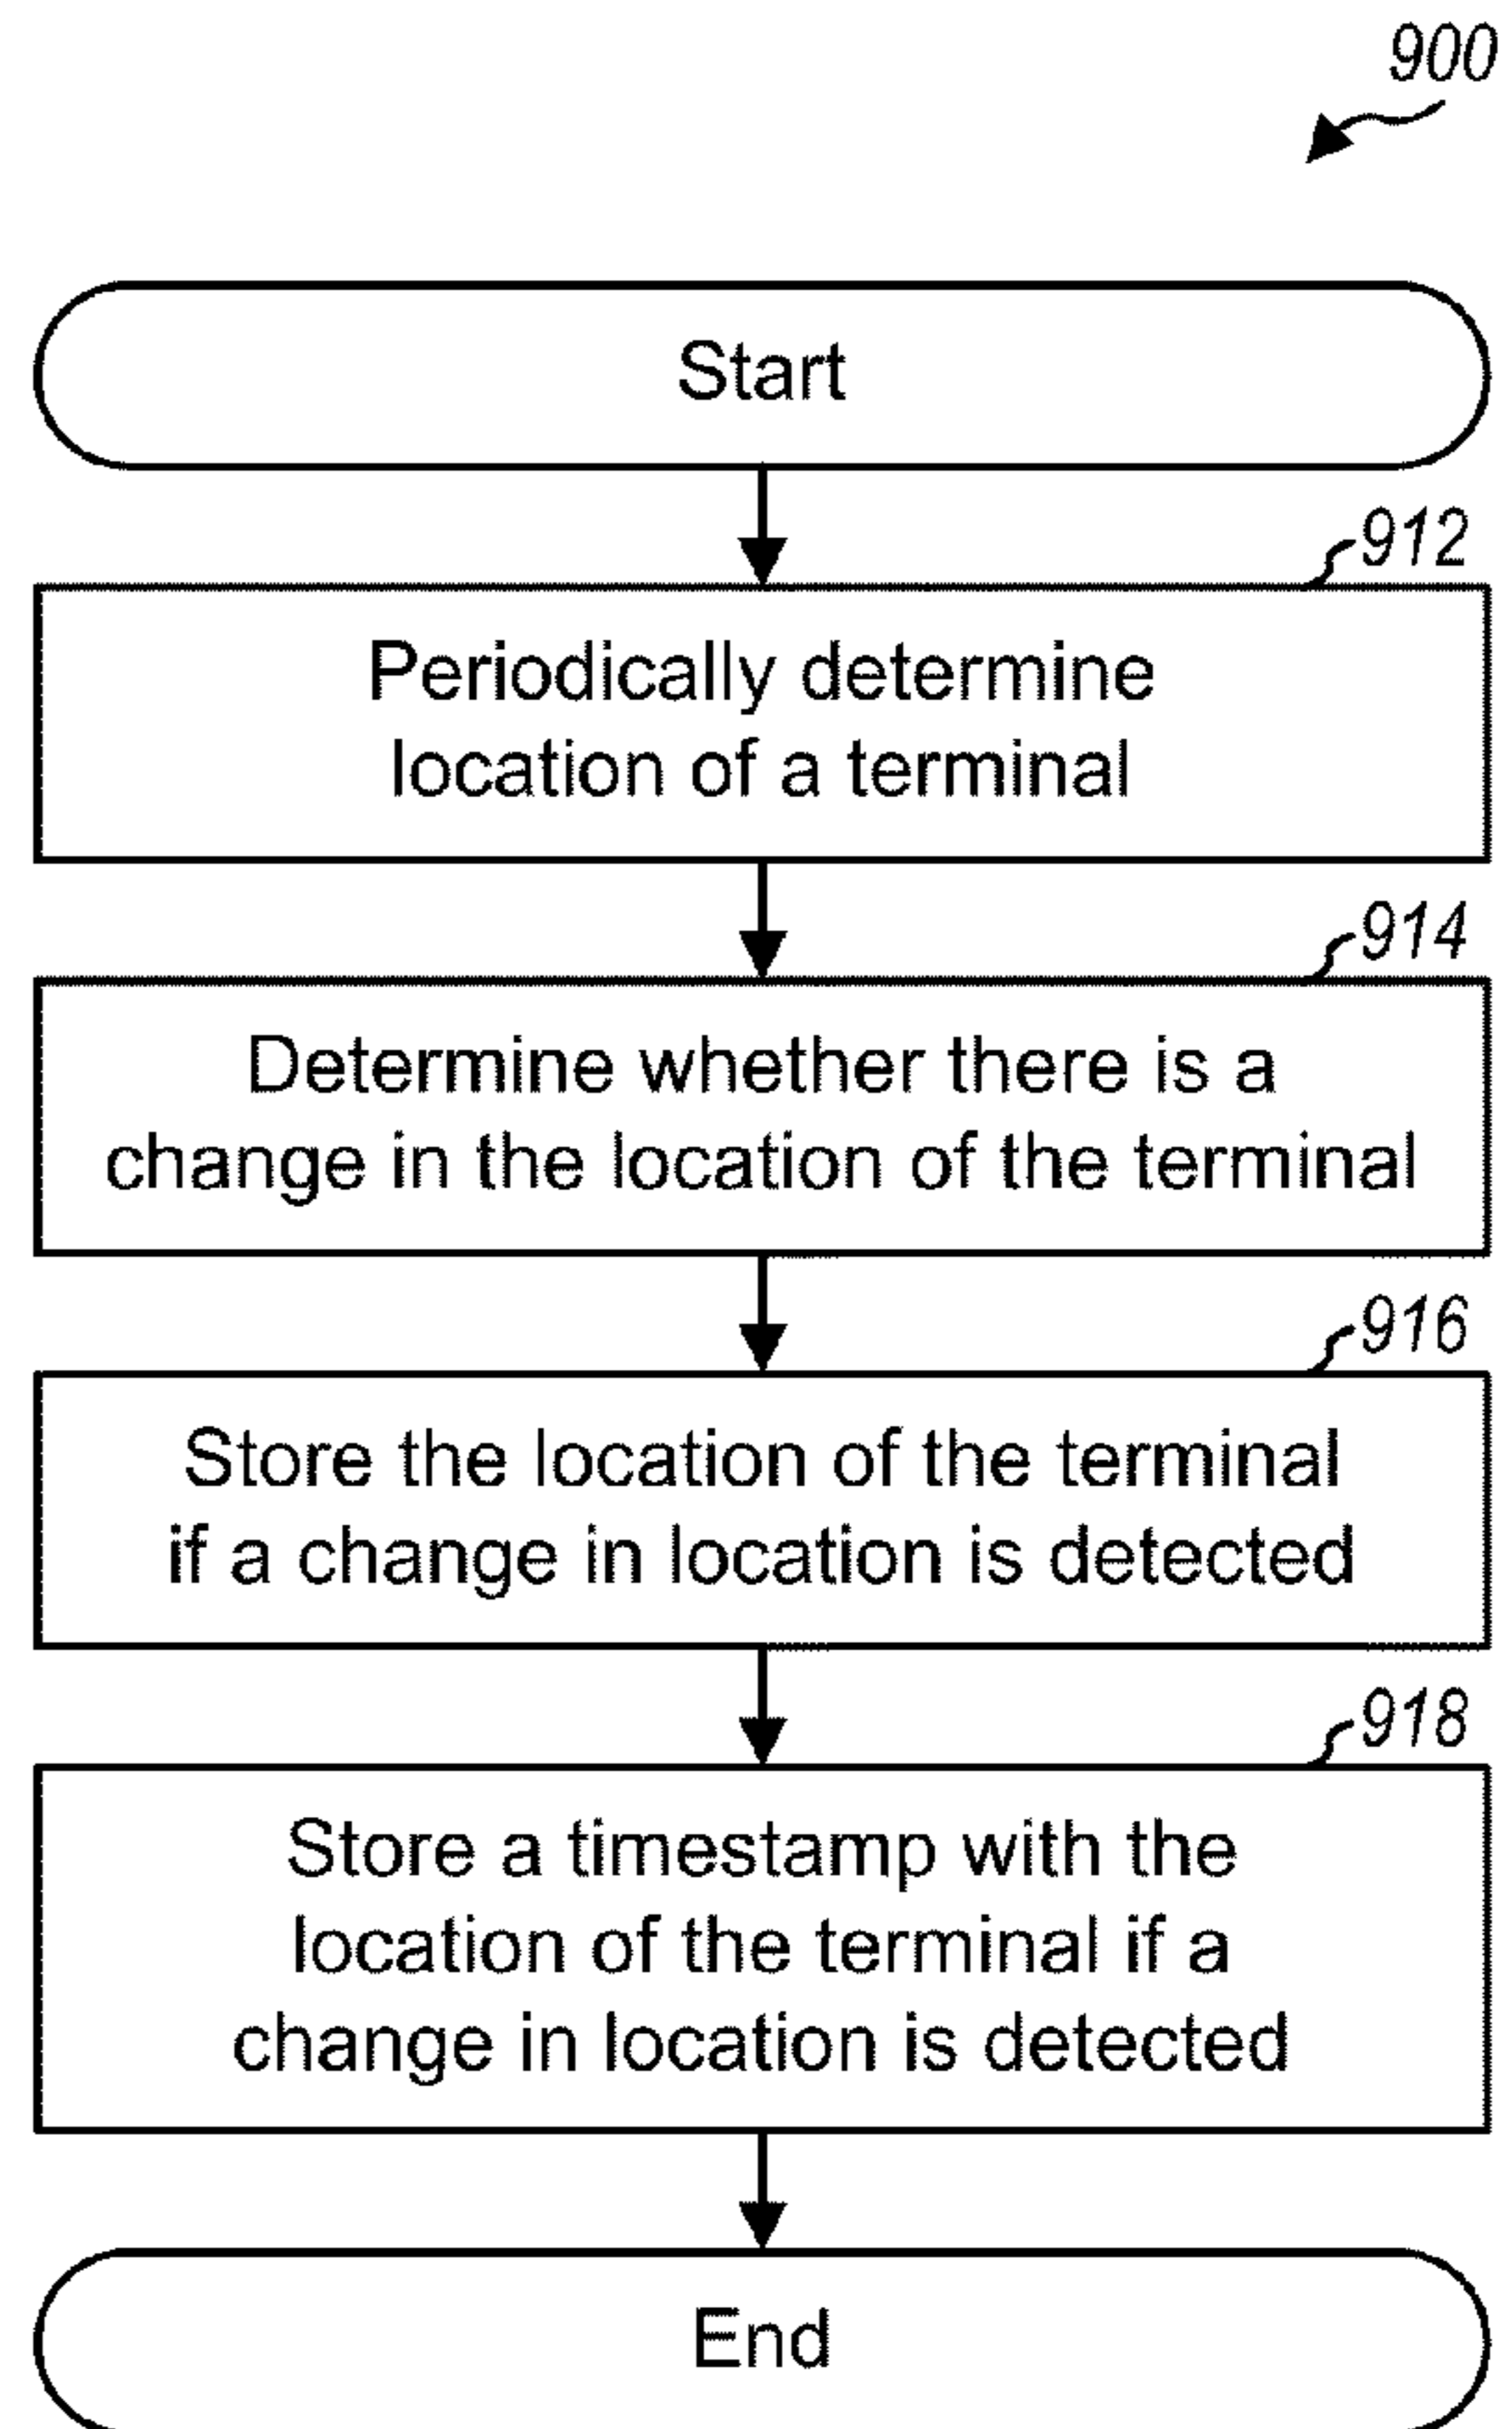 900
Start
912
Periodically determine
location of a terminal
914
Determine whether there is a
change in the location of the terminal
916
Store the location of the terminal
if a change in location is detected
918
Store a timestamp with the
location of the terminal if a
change in location is detected
End